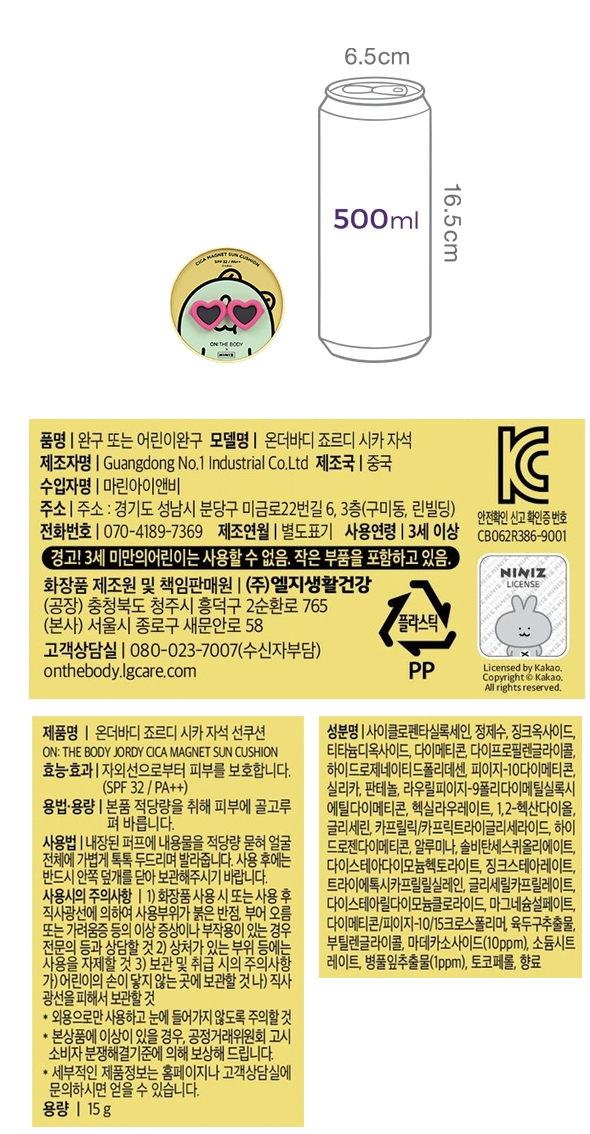 6.5cm
500ml
16.5cm
CICA MAGNET SUN CUSHION
SPF 32 / PA++
ON: THE BODY
X
NINIZ
품명 | 완구 또는 어린이완구 모델명 | 온더바디 죠르디 시카 자석
제조자명 | Guangdong No.1 Industrial Co.Ltd 제조국 | 중국
수입자명 | 마린아이앤비
주소 | 주소 : 경기도 성남시 분당구 미금로22번길 6, 3층(구미동, 린빌딩)
전화번호 | 070-4189-7369 제조연월 | 별도표기 사용연령 | 3세 이상
경고! 3세 미만의어린이는 사용할 수 없음. 작은 부품을 포함하고 있음.
화장품 제조원 및 책임판매원 | (주)엘지생활건강
(공장) 충청북도 청주시 흥덕구 2순환로 765
(본사) 서울시 종로구 새문안로 58
고객상담실 | 080-023-7007(수신자부담)
onthebody.lgcare.com
플라스틱
PP
KC
안전확인 신고 확인증 번호
CB062R386-9001
NINIZ
LICENSE
Licensed by Kakao.
Copyright © Kakao.
All rights reserved.
제품명 | 온더바디 죠르디 시카 자석 선쿠션
ON: THE BODY JORDY CICA MAGNET SUN CUSHION
효능·효과 | 자외선으로부터 피부를 보호합니다.
(SPF 32 / PA++)
용법·용량 | 본품 적당량을 취해 피부에 골고루
펴 바릅니다.
사용법 | 내장된 퍼프에 내용물을 적당량 묻혀 얼굴
전체에 가볍게 톡톡 두드리며 발라줍니다. 사용 후에는
반드시 안쪽 덮개를 닫아 보관해주시기 바랍니다.
사용시의 주의사항 | 1) 화장품 사용 시 또는 사용 후
직사광선에 의하여 사용부위가 붉은 반점, 부어 오름
또는 가려움증 등의 이상 증상이나 부작용이 있는 경우
전문의 등과 상담할 것 2) 상처가 있는 부위 등에는
사용을 자제할 것 3) 보관 및 취급 시의 주의사항
가) 어린이의 손이 닿지 않는 곳에 보관할 것 나) 직사
광선을 피해서 보관할 것
* 외용으로만 사용하고 눈에 들어가지 않도록 주의할 것
* 본상품에 이상이 있을 경우, 공정거래위원회 고시
소비자 분쟁해결기준에 의해 보상해 드립니다.
* 세부적인 제품정보는 홈페이지나 고객상담실에
문의하시면 얻을 수 있습니다.
용량 | 15 g
성분명 | 사이클로펜타실록세인, 정제수, 징크옥사이드,
티타늄디옥사이드, 다이메티콘, 다이프로필렌글라이콜,
하이드로제네이티드폴리데센, 피이지-10다이메티콘,
실리카, 판테놀, 라우릴피이지-9폴리다이메틸실록시
에틸다이메티콘, 헥실라우레이트, 1,2-헥산다이올,
글리세린, 카프릴릭/카프릭트라이글리세라이드, 하이
드로젠다이메티콘, 알루미나, 솔비탄세스퀴올리에이트,
다이스테아다이모늄헥토라이트, 징크스테아레이트,
트라이에톡시카프릴릴실레인, 글리세릴카프릴레이트,
다이스테아릴다이모늄클로라이드, 마그네슘설페이트,
다이메티콘/피이지-10/15크로스폴리머, 육두구추출물,
부틸렌글라이콜, 마데카소사이드(10ppm), 소듐시트
레이트, 병풀잎추출물(1ppm), 토코페롤, 향료